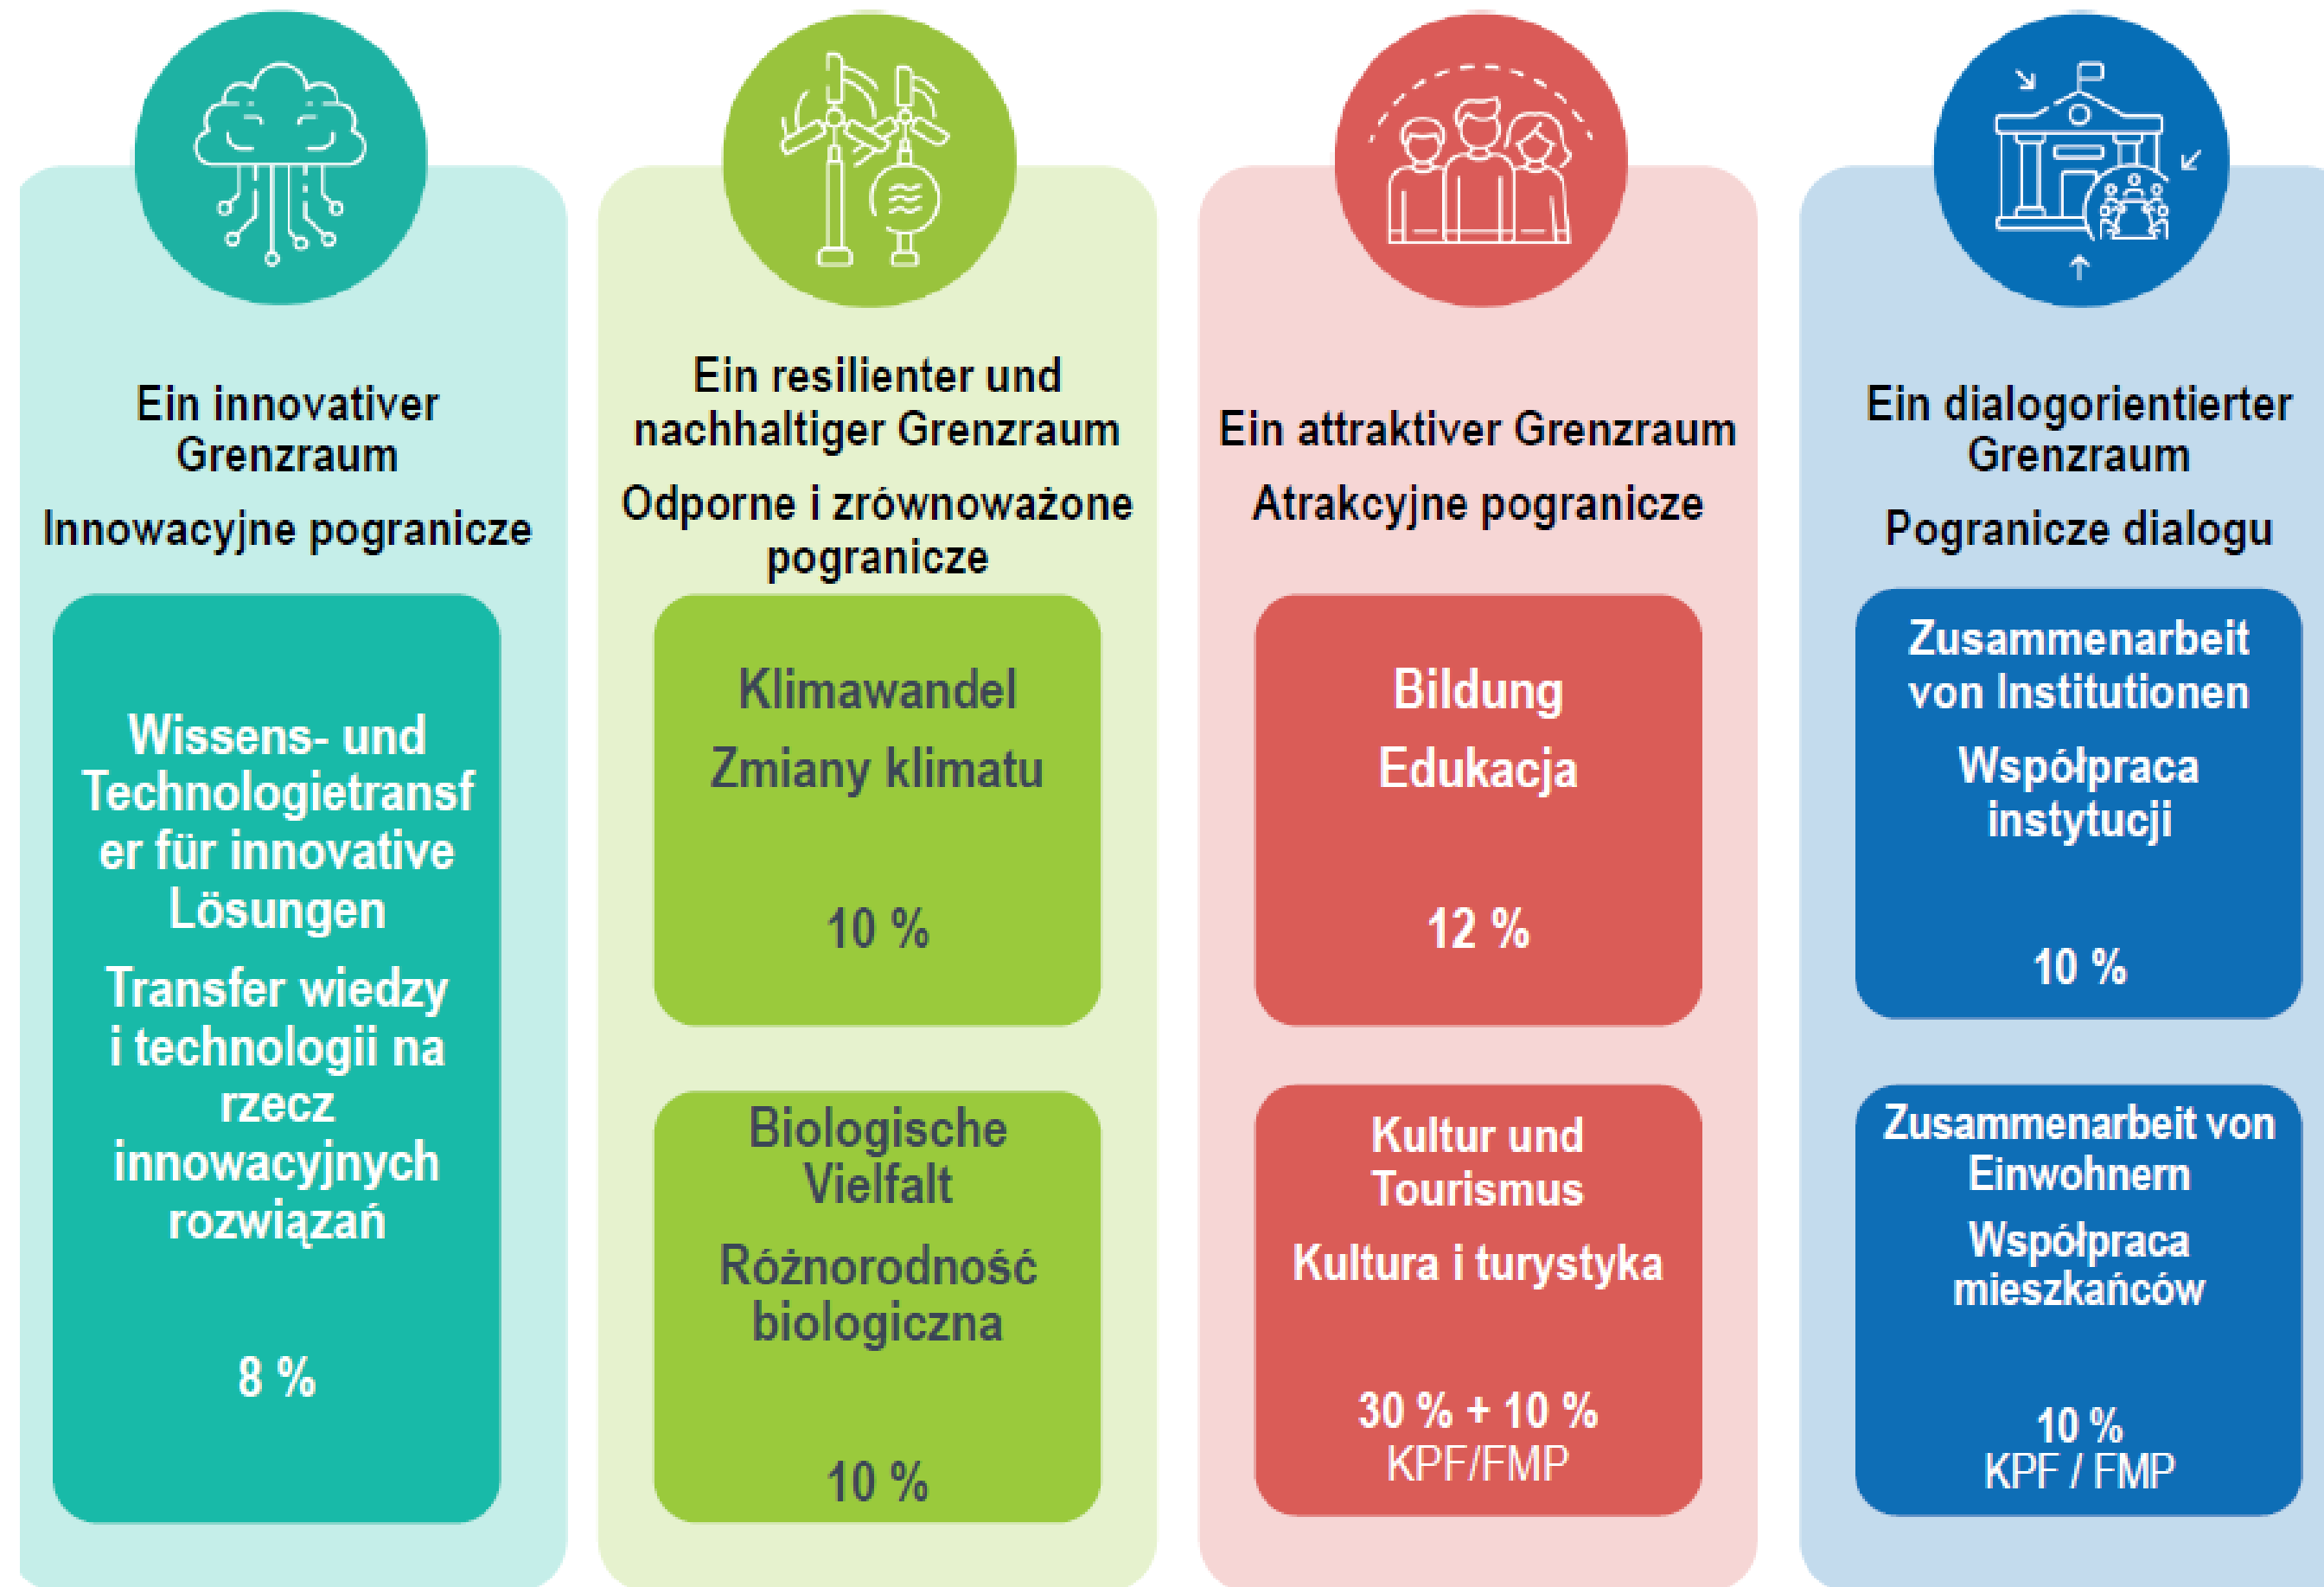 Ein innovativer
Grenzraum
Innowacyjne pogranicze
Wissens- und
Technologietransf
er für innovative
Lösungen
Transfer wiedzy
i technologii na
rzecz
innowacyjnych
rozwiązań
8 %
Ein resilienter und
nachhaltiger Grenzraum
Odporne i zrównoważone
pogranicze
Klimawandel
Zmiany klimatu
10 %
Biologische
Vielfalt
Różnorodność
biologiczna
10 %
Ein attraktiver Grenzraum
Atrakcyjne pogranicze
Bildung
Edukacja
12 %
Kultur und
Tourismus
Kultura i turystyka
30 % + 10 %
KPF/FMP
Ein dialogorientierter
Grenzraum
Pogranicze dialogu
Zusammenarbeit
von Institutionen
Współpraca
instytucji
10 %
Zusammenarbeit von
Einwohnern
Współpraca
mieszkańców
10 %
KPF / FMP